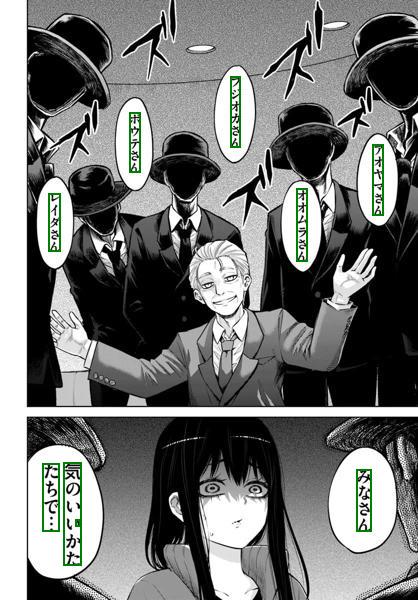 アオヤマさん
オオムラさん
フジオカさん
ホウテさん
レイダさん
ズズ…
ズズ…
みなさん
気のいいかた
たちで…